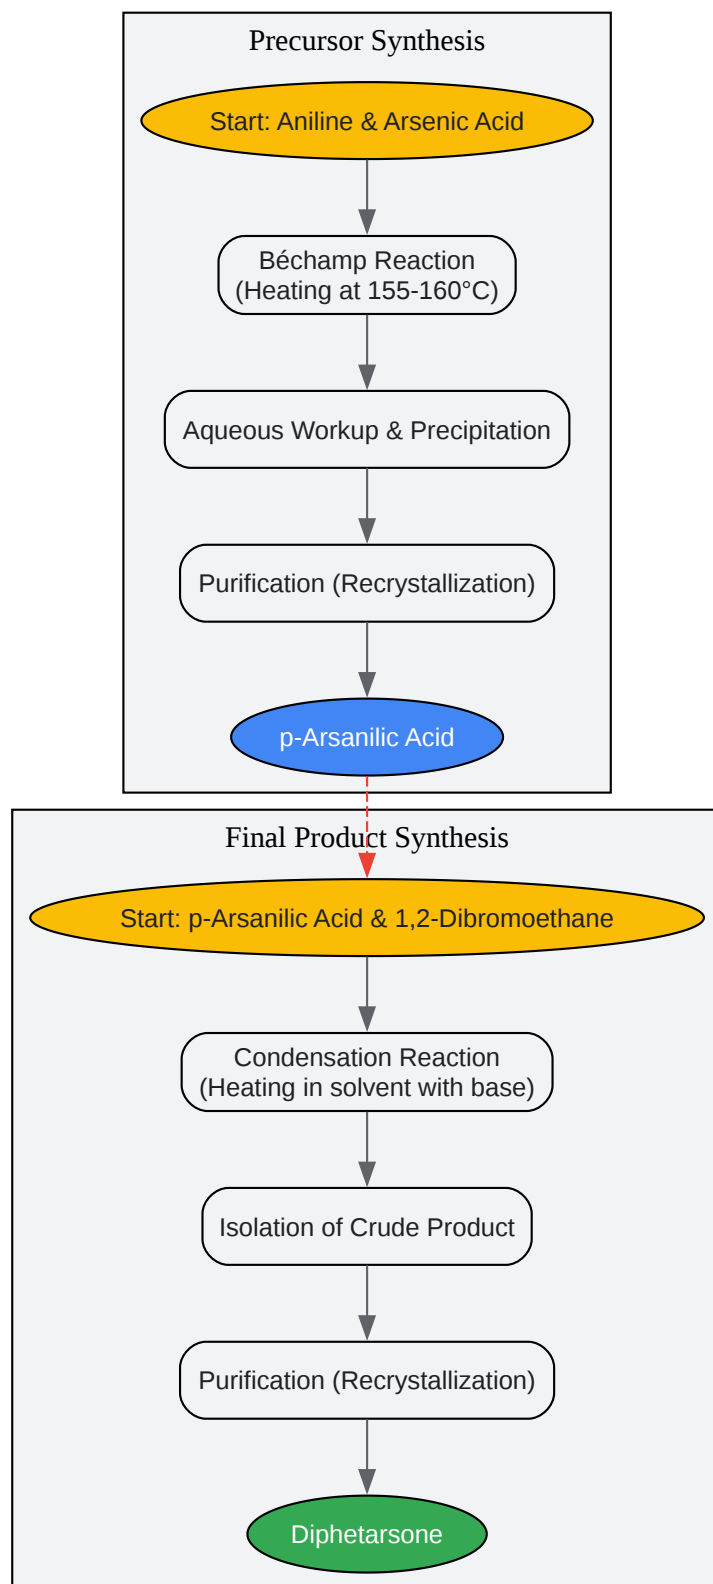 Precursor Synthesis
Start: Aniline & Arsenic Acid
Béchamp Reaction
(Heating at 155-160°C)
Aqueous Workup & Precipitation
Purification (Recrystallization)
p-Arsanilic Acid
Final Product Synthesis
Start: p-Arsanilic Acid & 1,2-Dibromoethane
Condensation Reaction
(Heating in solvent with base)
Isolation of Crude Product
Purification (Recrystallization)
Diphetarsone